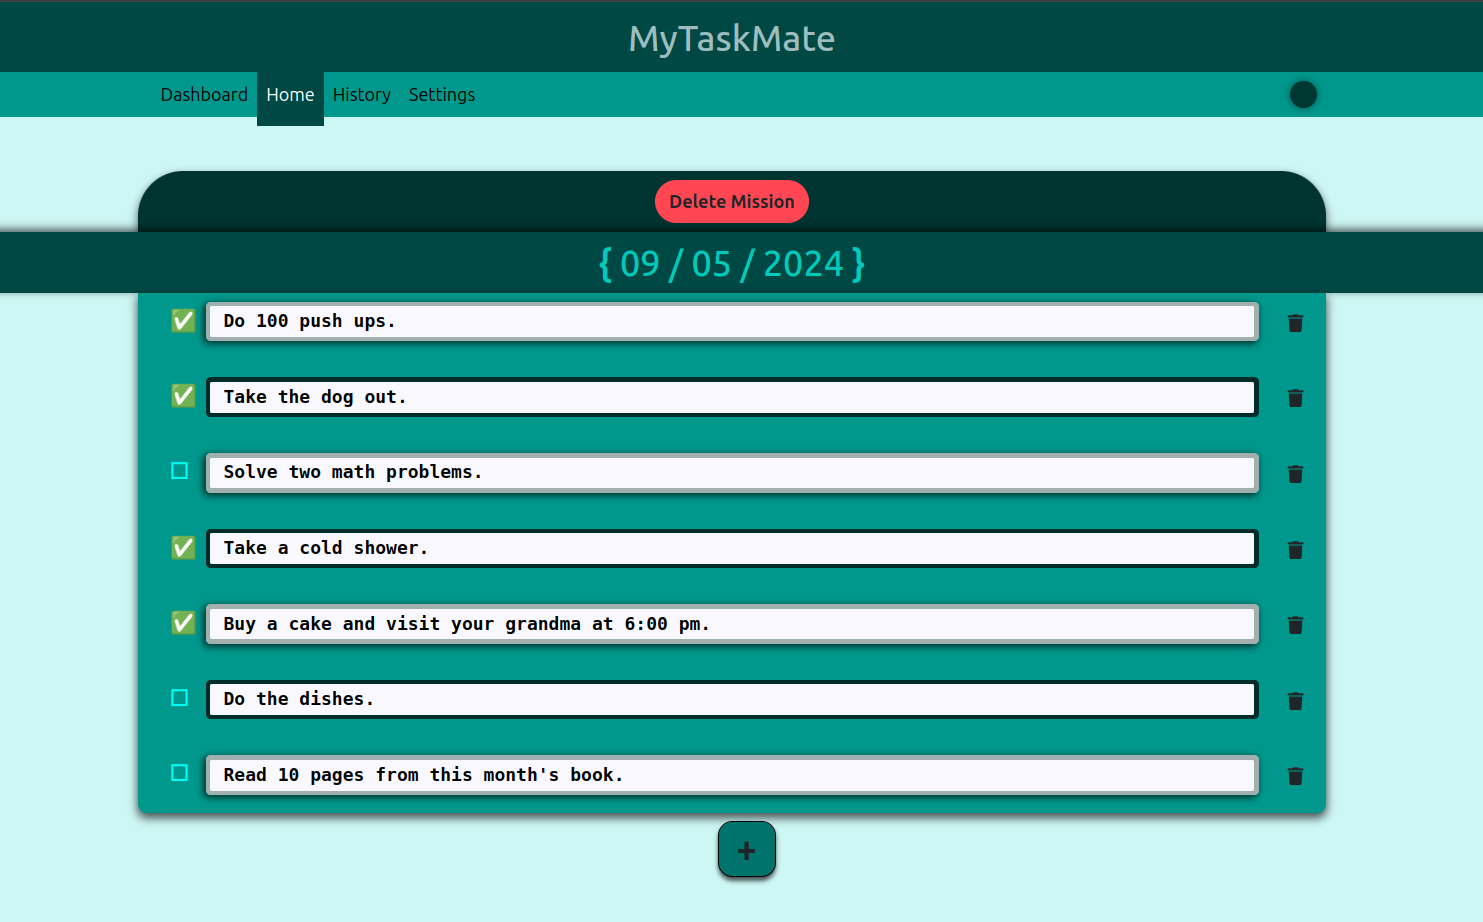 MyTaskMate
Dashboard Home History Settings
Delete Mission
{ 09 / 05 / 2024 }
✅ Do 100 push ups.
✅ Take the dog out.
☐ Solve two math problems.
✅ Take a cold shower.
✅ Buy a cake and visit your grandma at 6:00 pm.
☐ Do the dishes.
☐ Read 10 pages from this month's book.
+